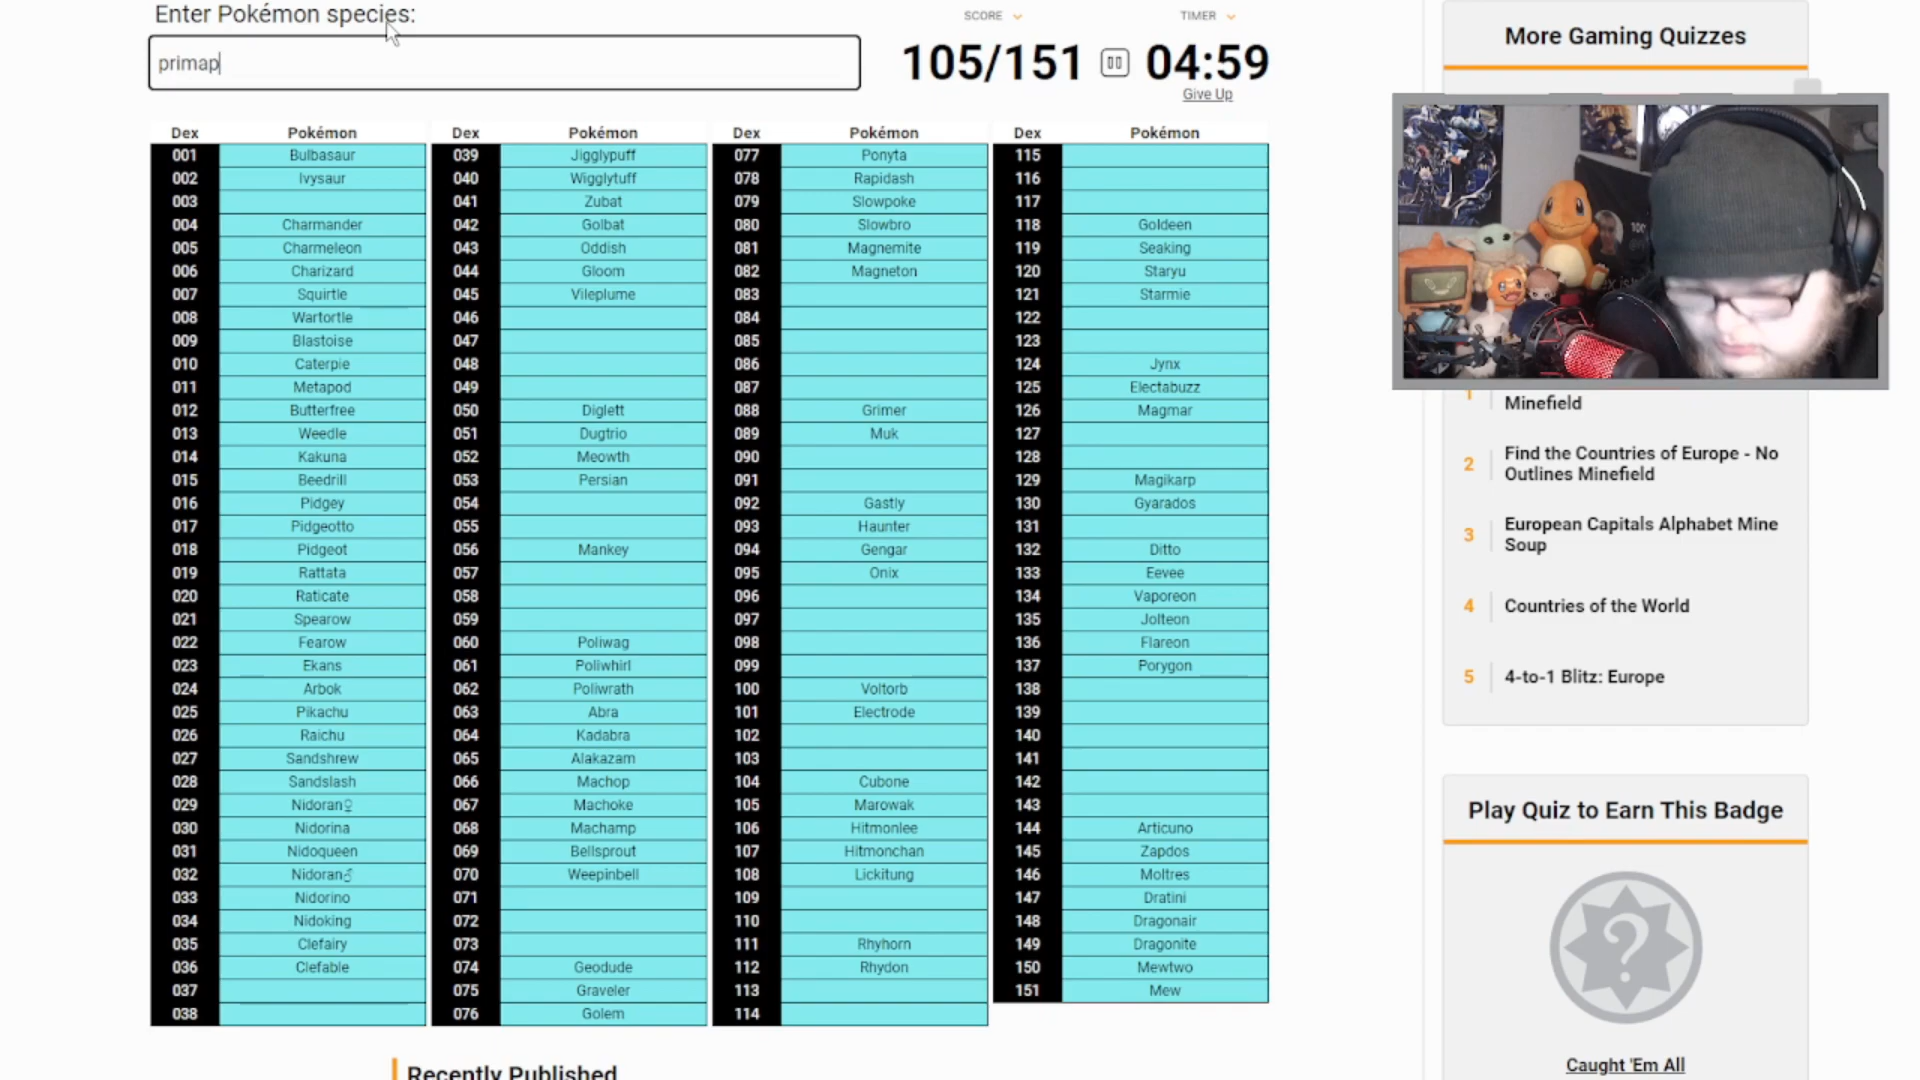 Enter Pokémon species:
SCORE
TIMER
primap
105/151
04:59
Give Up
Dex Pokémon Dex Pokémon Dex Pokémon Dex Pokémon
001 Bulbasaur 039 Jigglypuff 077 Ponyta 115
002 Ivysaur 040 Wigglytuff 078 Rapidash 116
003 041 Zubat 079 Slowpoke 117
004 Charmander 042 Golbat 080 Slowbro 118 Goldeen
005 Charmeleon 043 Oddish 081 Magnemite 119 Seaking
006 Charizard 044 Gloom 082 Magneton 120 Staryu
007 Squirtle 045 Vileplume 083 121 Starmie
008 Wartortle 046 084 122
009 Blastoise 047 085 123
010 Caterpie 048 086 124 Jynx
011 Metapod 049 087 125 Electabuzz
012 Butterfree 050 Diglett 088 Grimer 126 Magmar
013 Weedle 051 Dugtrio 089 Muk 127
014 Kakuna 052 Meowth 090 128
015 Beedrill 053 Persian 091 129 Magikarp
016 Pidgey 054 092 Gastly 130 Gyarados
017 Pidgeotto 055 093 Haunter 131
018 Pidgeot 056 Mankey 094 Gengar 132 Ditto
019 Rattata 057 095 Onix 133 Eevee
020 Raticate 058 096 134 Vaporeon
021 Spearow 059 097 135 Jolteon
022 Fearow 060 Poliwag 098 136 Flareon
023 Ekans 061 Poliwhirl 099 137 Porygon
024 Arbok 062 Poliwrath 100 Voltorb 138
025 Pikachu 063 Abra 101 Electrode 139
026 Raichu 064 Kadabra 102 140
027 Sandshrew 065 Alakazam 103 141
028 Sandslash 066 Machop 104 Cubone 142
029 Nidoran♀ 067 Machoke 105 Marowak 143
030 Nidorina 068 Machamp 106 Hitmonlee 144 Articuno
031 Nidoqueen 069 Bellsprout 107 Hitmonchan 145 Zapdos
032 Nidoran♂ 070 Weepinbell 108 Lickitung 146 Moltres
033 Nidorino 071 109 147 Dratini
034 Nidoking 072 110 148 Dragonair
035 Clefairy 073 111 Rhyhorn 149 Dragonite
036 Clefable 074 Geodude 112 Rhydon 150 Mewtwo
037 075 Graveler 113 151 Mew
038 076 Golem 114
Recently Published
More Gaming Quizzes
1 Minefield
2 Find the Countries of Europe - No
Outlines Minefield
3 European Capitals Alphabet Mine
Soup
4 Countries of the World
5 4-to-1 Blitz: Europe
Play Quiz to Earn This Badge
?
Caught 'Em All